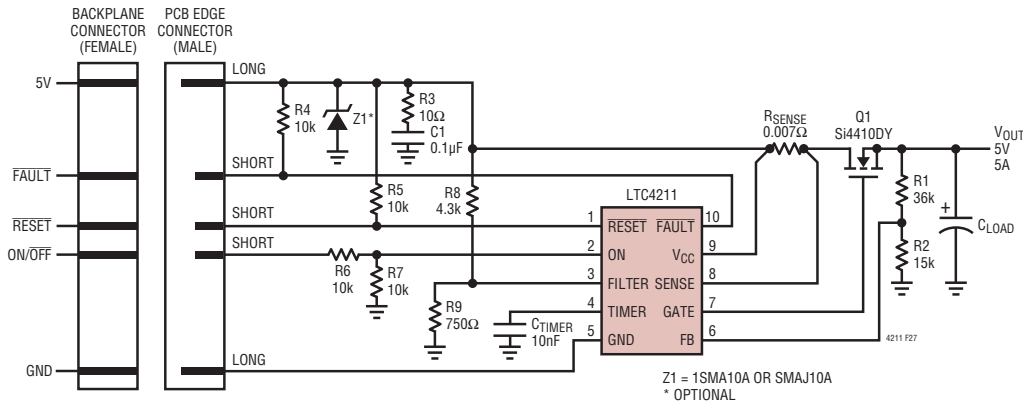 BACKPLANE CONNECTOR (FEMALE)
PCB EDGE CONNECTOR (MALE)
5V
FAULT
RESET
ON/OFF
GND
LONG
SHORT
SHORT
SHORT
LONG
R4
10k
Z1*
R3
10Ω
C1
0.1µF
R5
10k
R8
4.3k
R6
10k
R7
10k
R9
750Ω
CTIMER
10nF
LTC4211
1 RESET FAULT 10
2 ON VCC 9
3 FILTER SENSE 8
4 TIMER GATE 7
5 GND FB 6
RSENSE
0.007Ω
Q1
Si4410DY
VOUT
5V
5A
R1
36k
R2
15k
+
CLOAD
4211 F27
Z1 = 1SMA10A OR SMAJ10A
* OPTIONAL